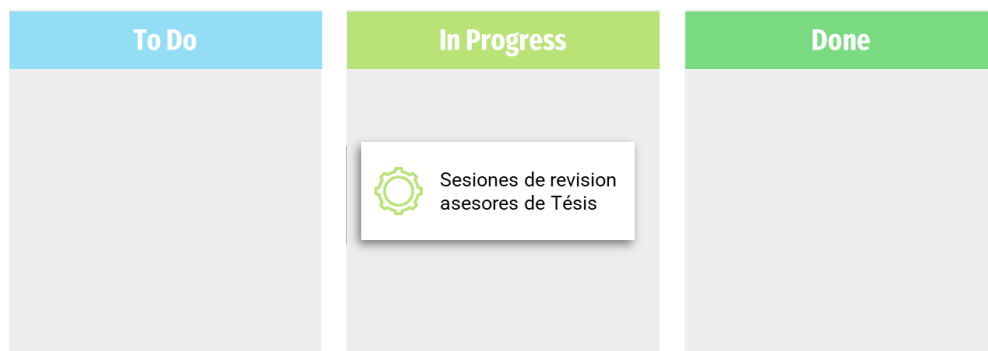 To Do
In Progress
Done
Sesiones de revision
asesores de Tésis